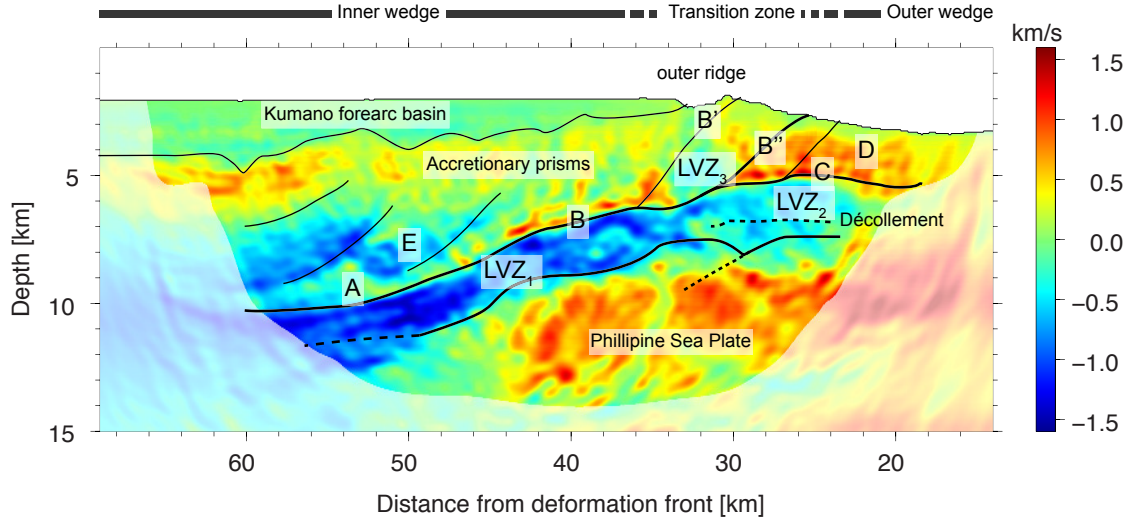 Inner wedge Transition zone Outer wedge
km/s
outer ridge
1.5
Kumano forearc basin
B'
1.0
B''
D
Accretionary prisms
LVZ3
C
5
0.5
LVZ2
B
Décollement
E
0.0
LVZ1
A
10
−0.5
Phillipine Sea Plate
−1.0
15
−1.5
60 50 40 30 20
Depth [km]
Distance from deformation front [km]